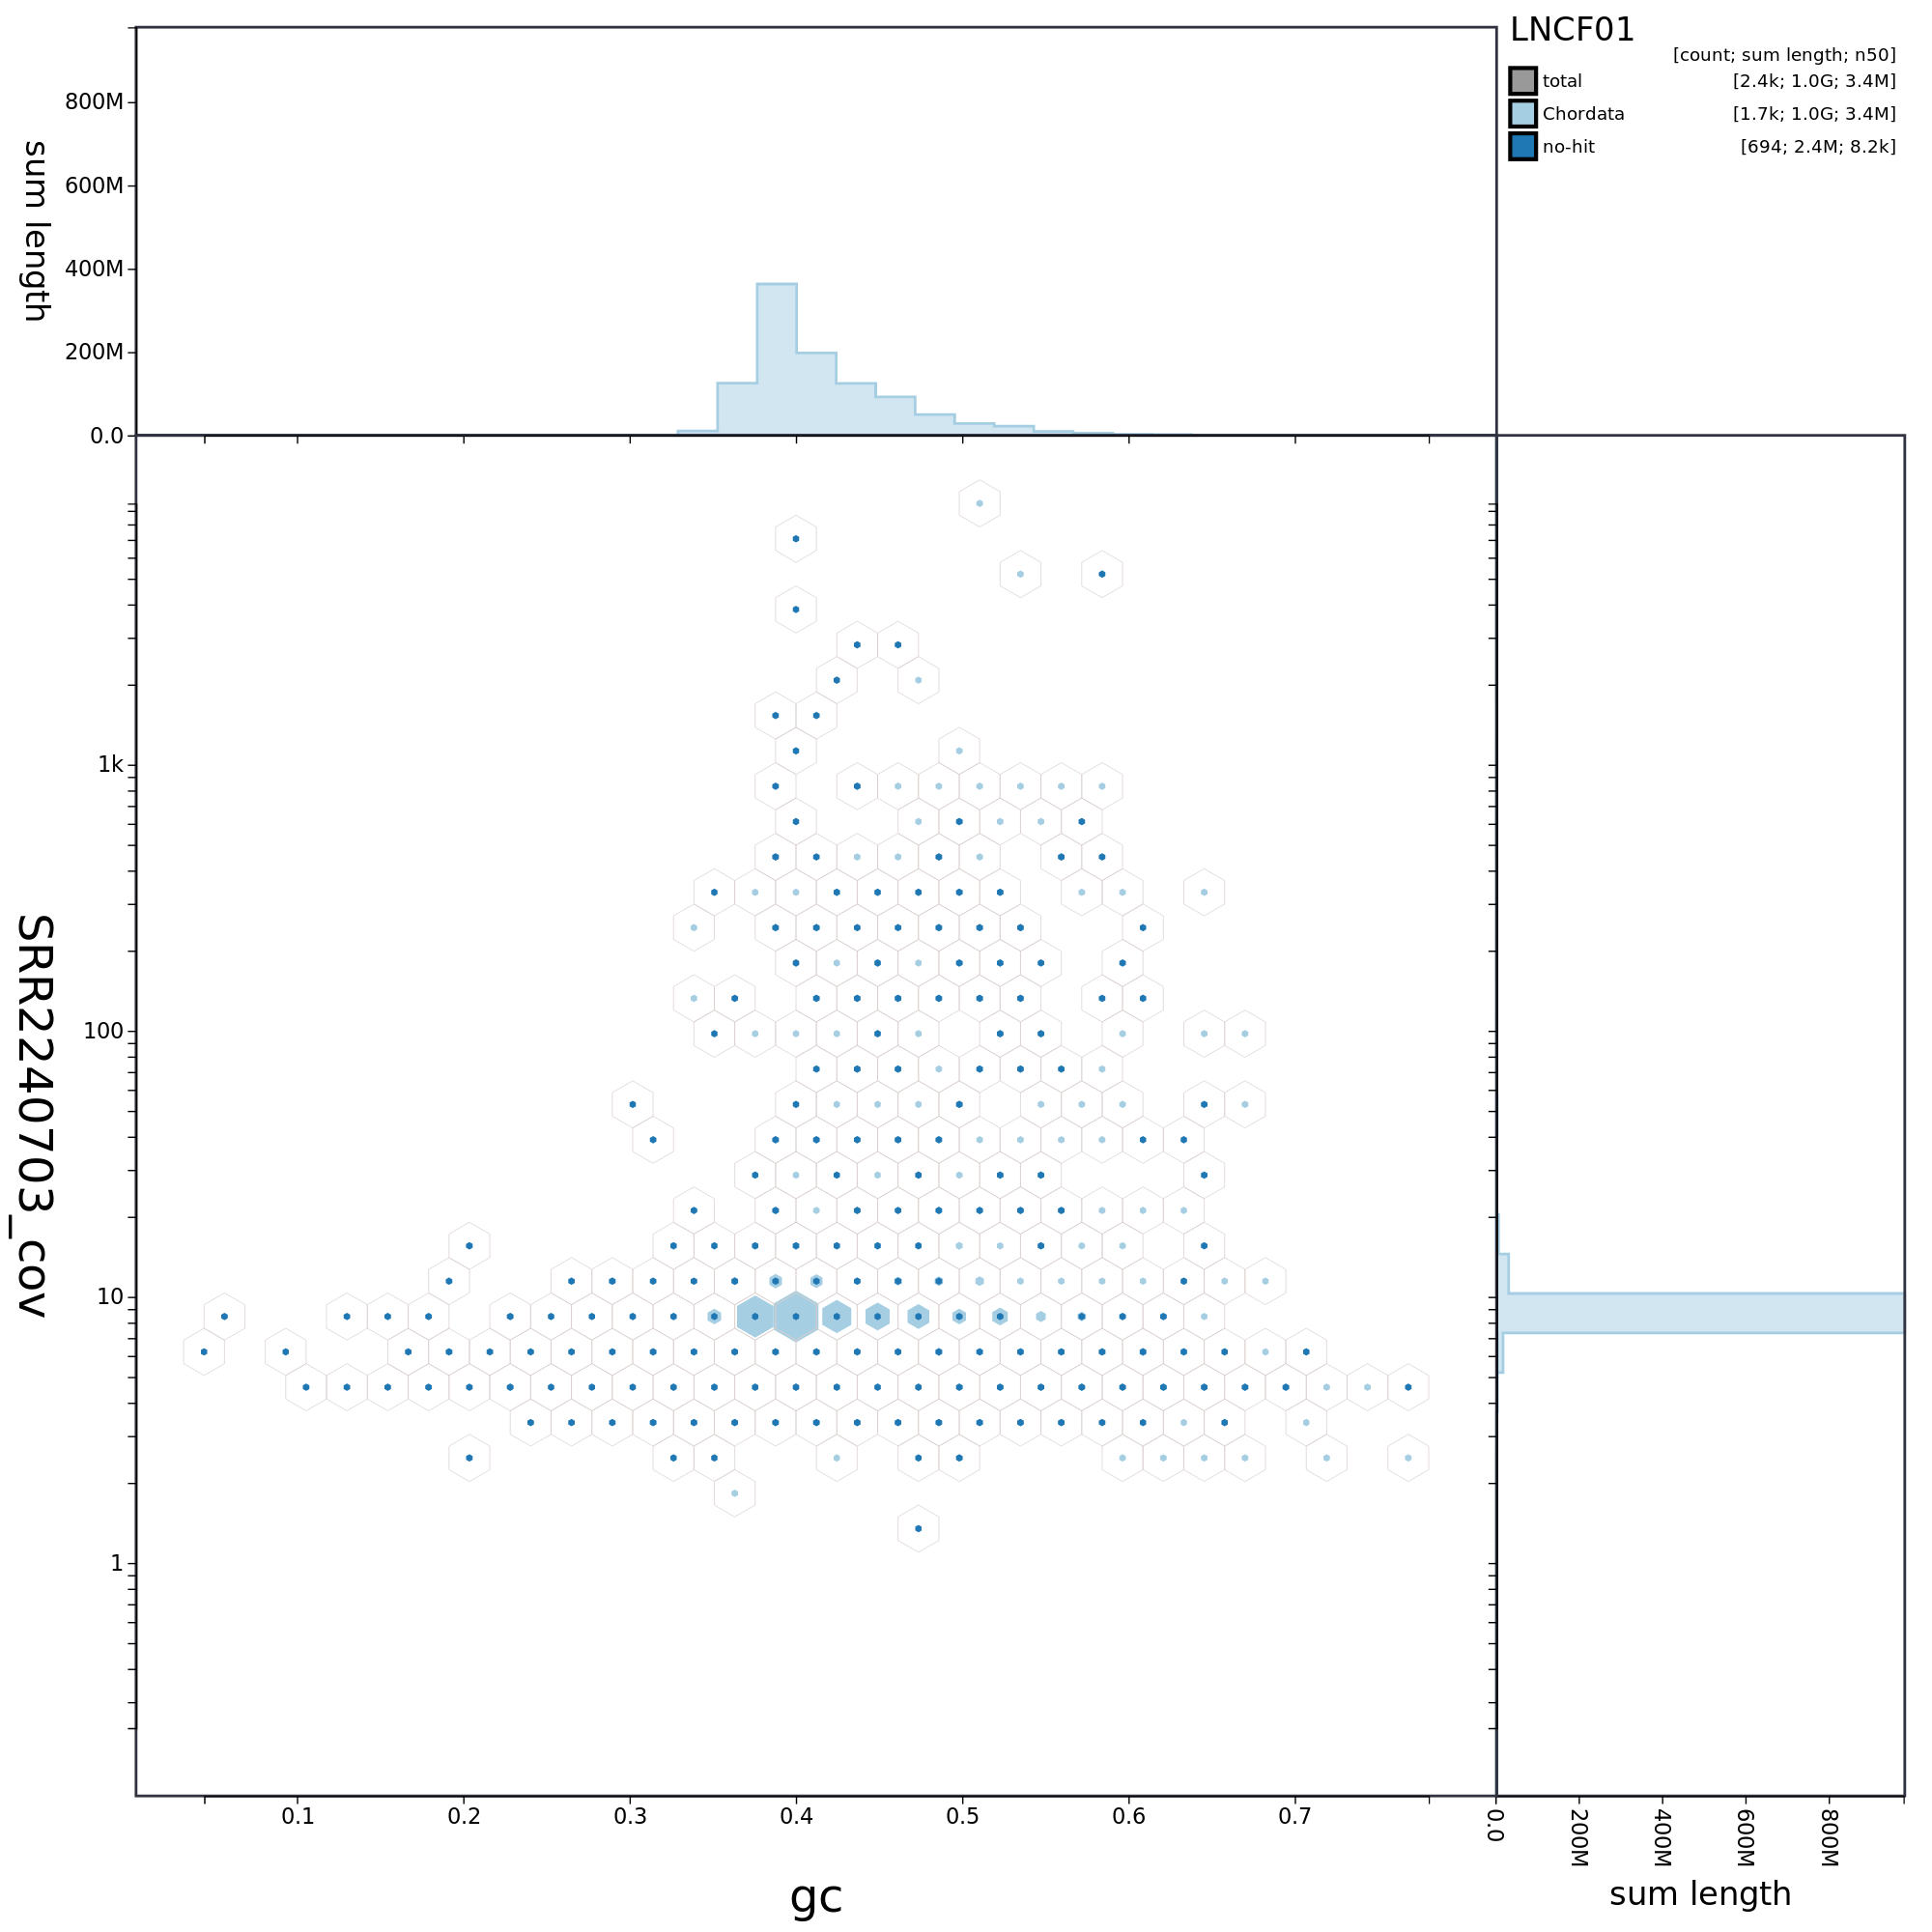 LNCF01
[count; sum length; n50]
total [2.4k; 1.0G; 3.4M]
Chordata [1.7k; 1.0G; 3.4M]
no-hit [694; 2.4M; 8.2k]
sum length
800M
600M
400M
200M
0.0
SRR2240703_cov
1k
100
10
1
0.1 0.2 0.3 0.4 0.5 0.6 0.7
gc
0.0 200M 400M 600M 800M
sum length